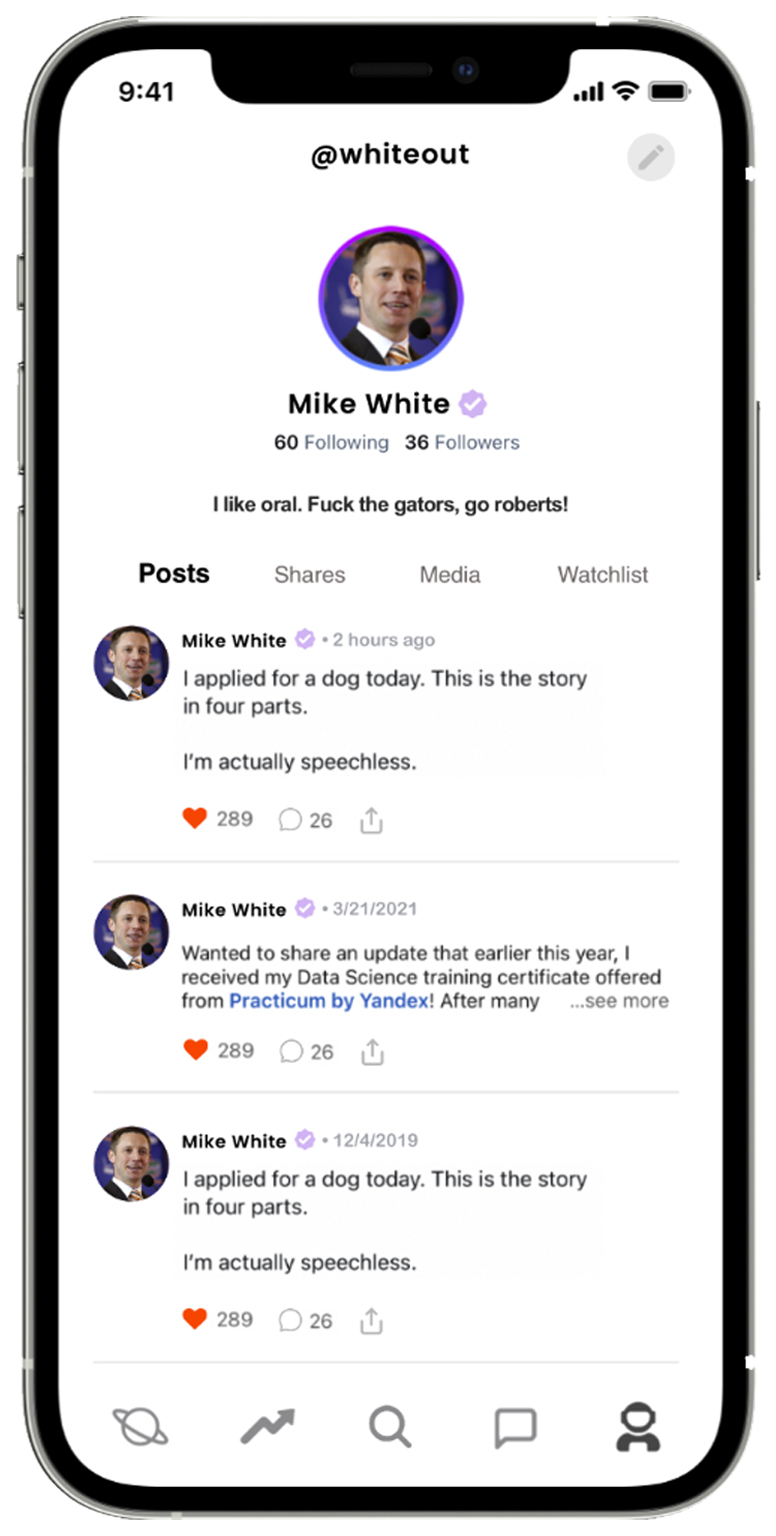 9:41
@whiteout
Mike White
60 Following 36 Followers
I like oral. Fuck the gators, go roberts!
Posts Shares Media Watchlist
Mike White • 2 hours ago
I applied for a dog today. This is the story
in four parts.
I’m actually speechless.
289 26
Mike White • 3/21/2021
Wanted to share an update that earlier this year, I
received my Data Science training certificate offered
from Practicum by Yandex! After many ...see more
289 26
Mike White • 12/4/2019
I applied for a dog today. This is the story
in four parts.
I’m actually speechless.
289 26